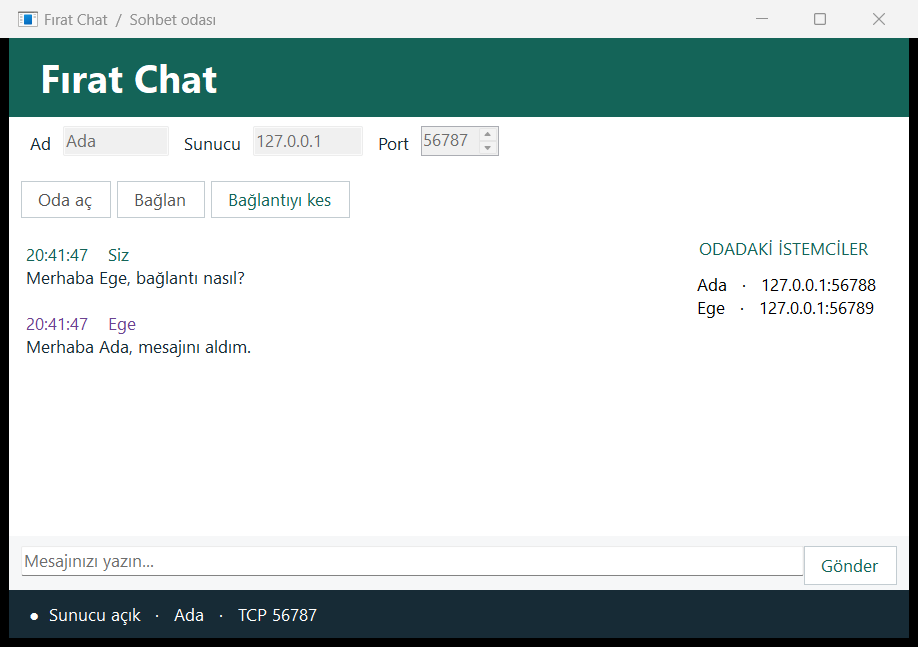 Fırat Chat / Sohbet odası
Fırat Chat
Ad Ada Sunucu 127.0.0.1 Port 56787
Oda aç Bağlan Bağlantıyı kes
20:41:47 Siz
Merhaba Ege, bağlantı nasıl?
20:41:47 Ege
Merhaba Ada, mesajını aldım.
ODADAKİ İSTEMCİLER
Ada · 127.0.0.1:56788
Ege · 127.0.0.1:56789
Mesajınızı yazın... Gönder
● Sunucu açık · Ada · TCP 56787